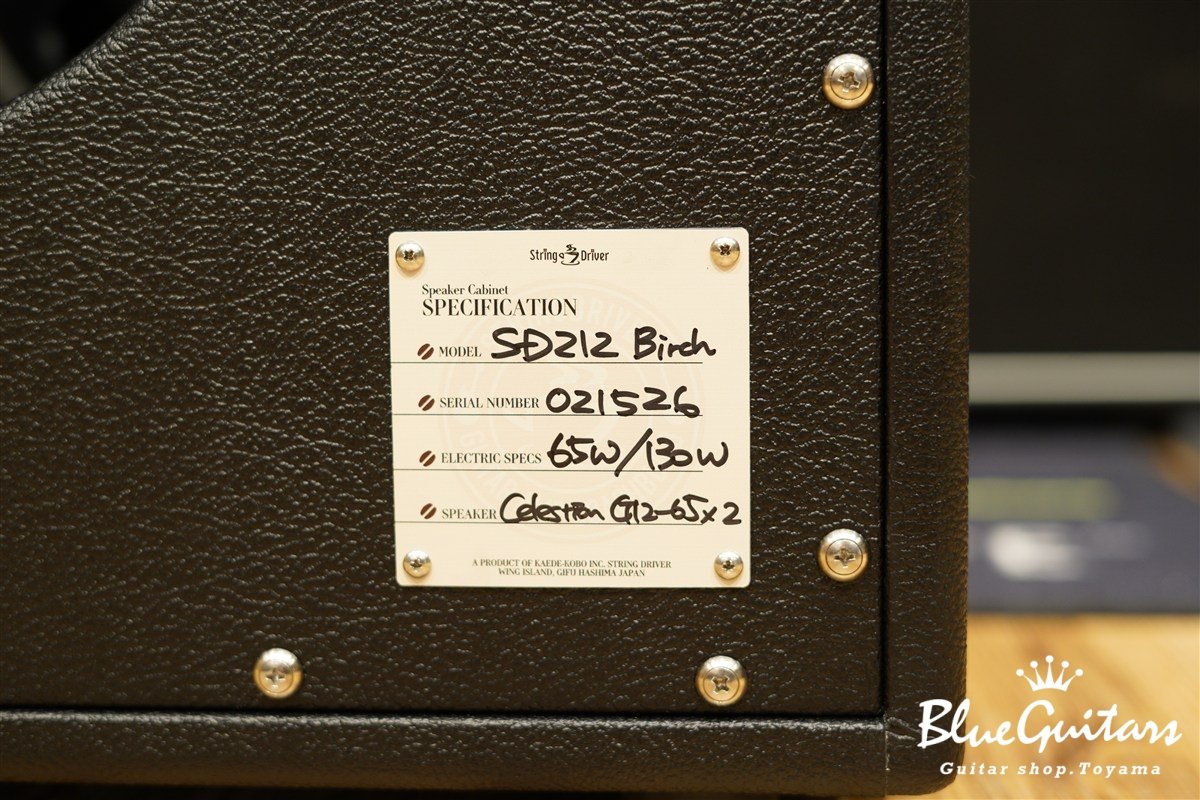 String Driver
Speaker Cabinet
SPECIFICATION
MODEL SD212 Birch
SERIAL NUMBER 021526
ELECTRIC SPECS 65W/130W
SPEAKER Celestion G12-65x2
A PRODUCT OF KAEDE-KOBO INC. STRING DRIVER
WING ISLAND, GIFU HASHIMA JAPAN
BlueGuitars
Guitar shop.Toyama